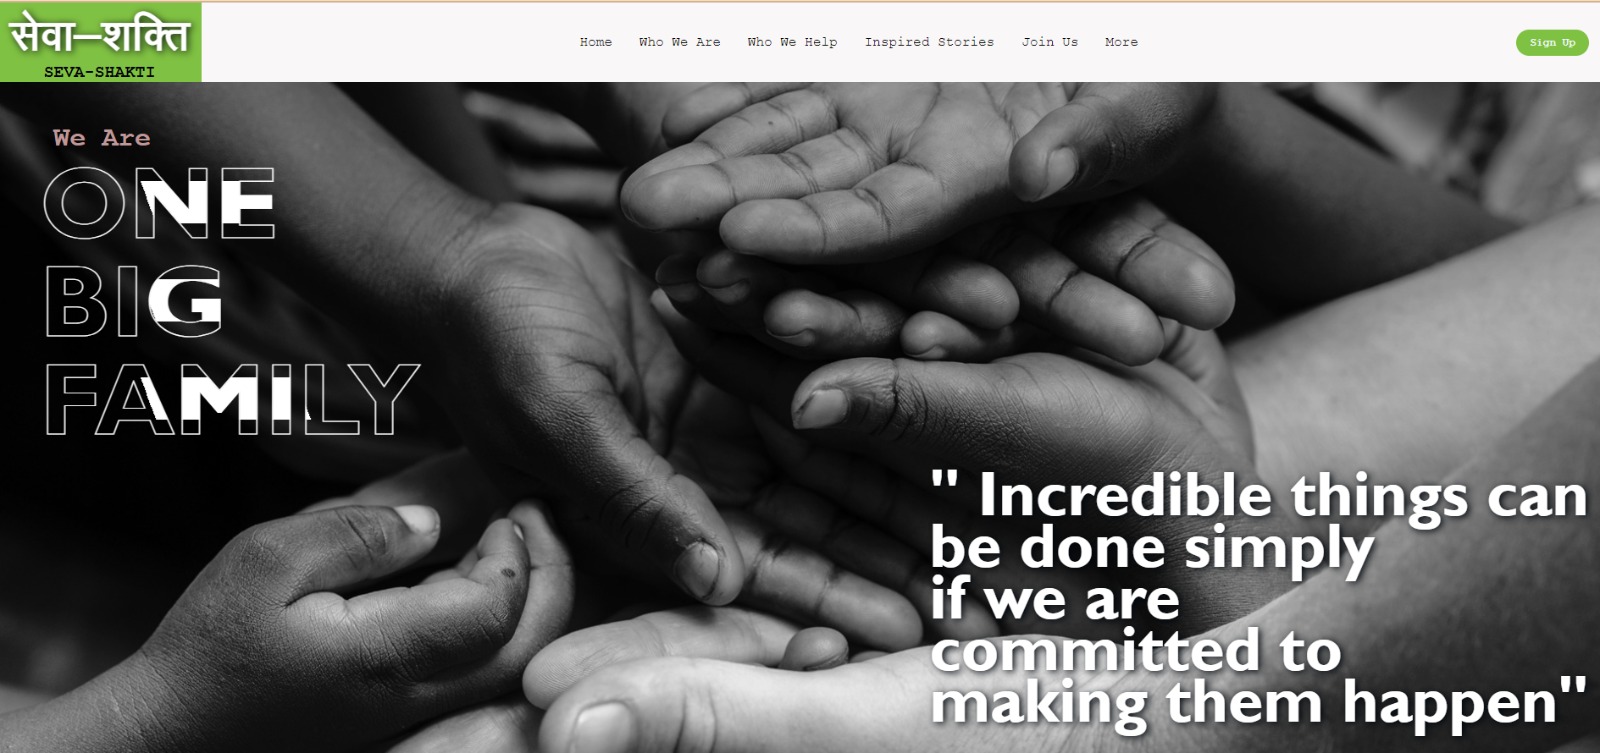 सेवा—शक्ति
SEVA-SHAKTI
Home Who We Are Who We Help Inspired Stories Join Us More
Sign Up
We Are
ONE
BIG
FAMILY
" Incredible things can
be done simply
if we are
committed to
making them happen"